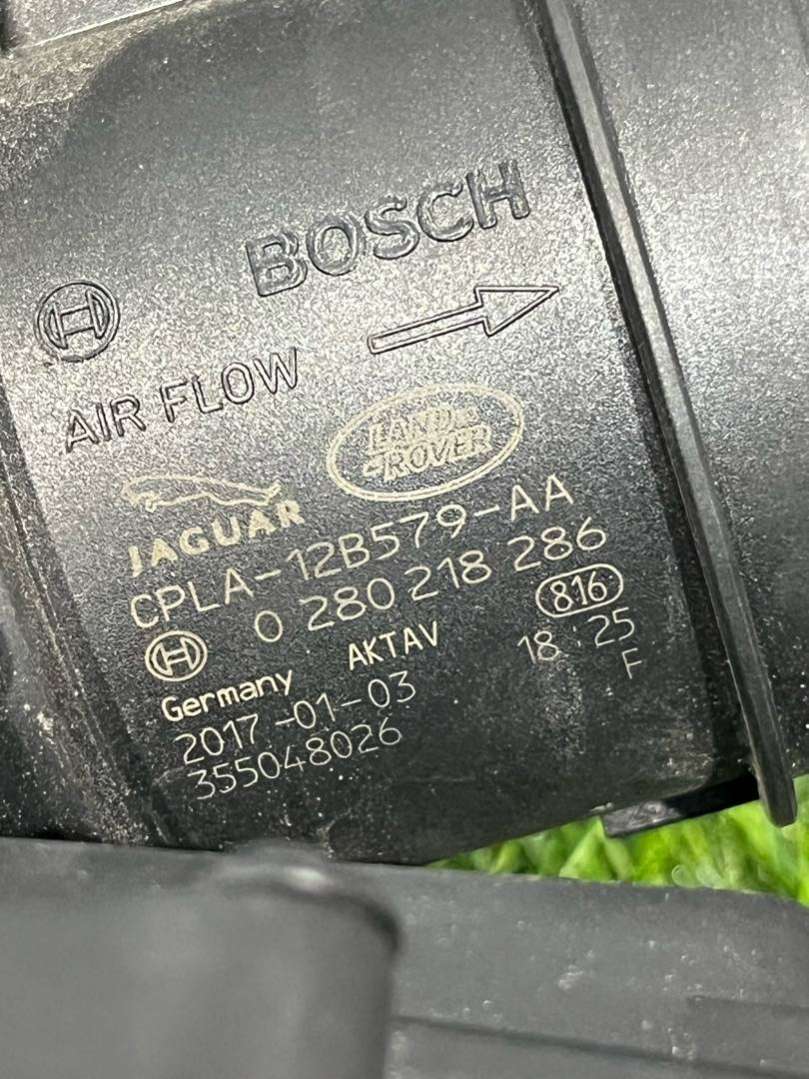 BOSCH
AIR FLOW
LAND
ROVER
JAGUAR
CPLA-12B579-AA
0 280 218 286
816
Germany AKTAV 18:25
2017-01-03 F
355048026